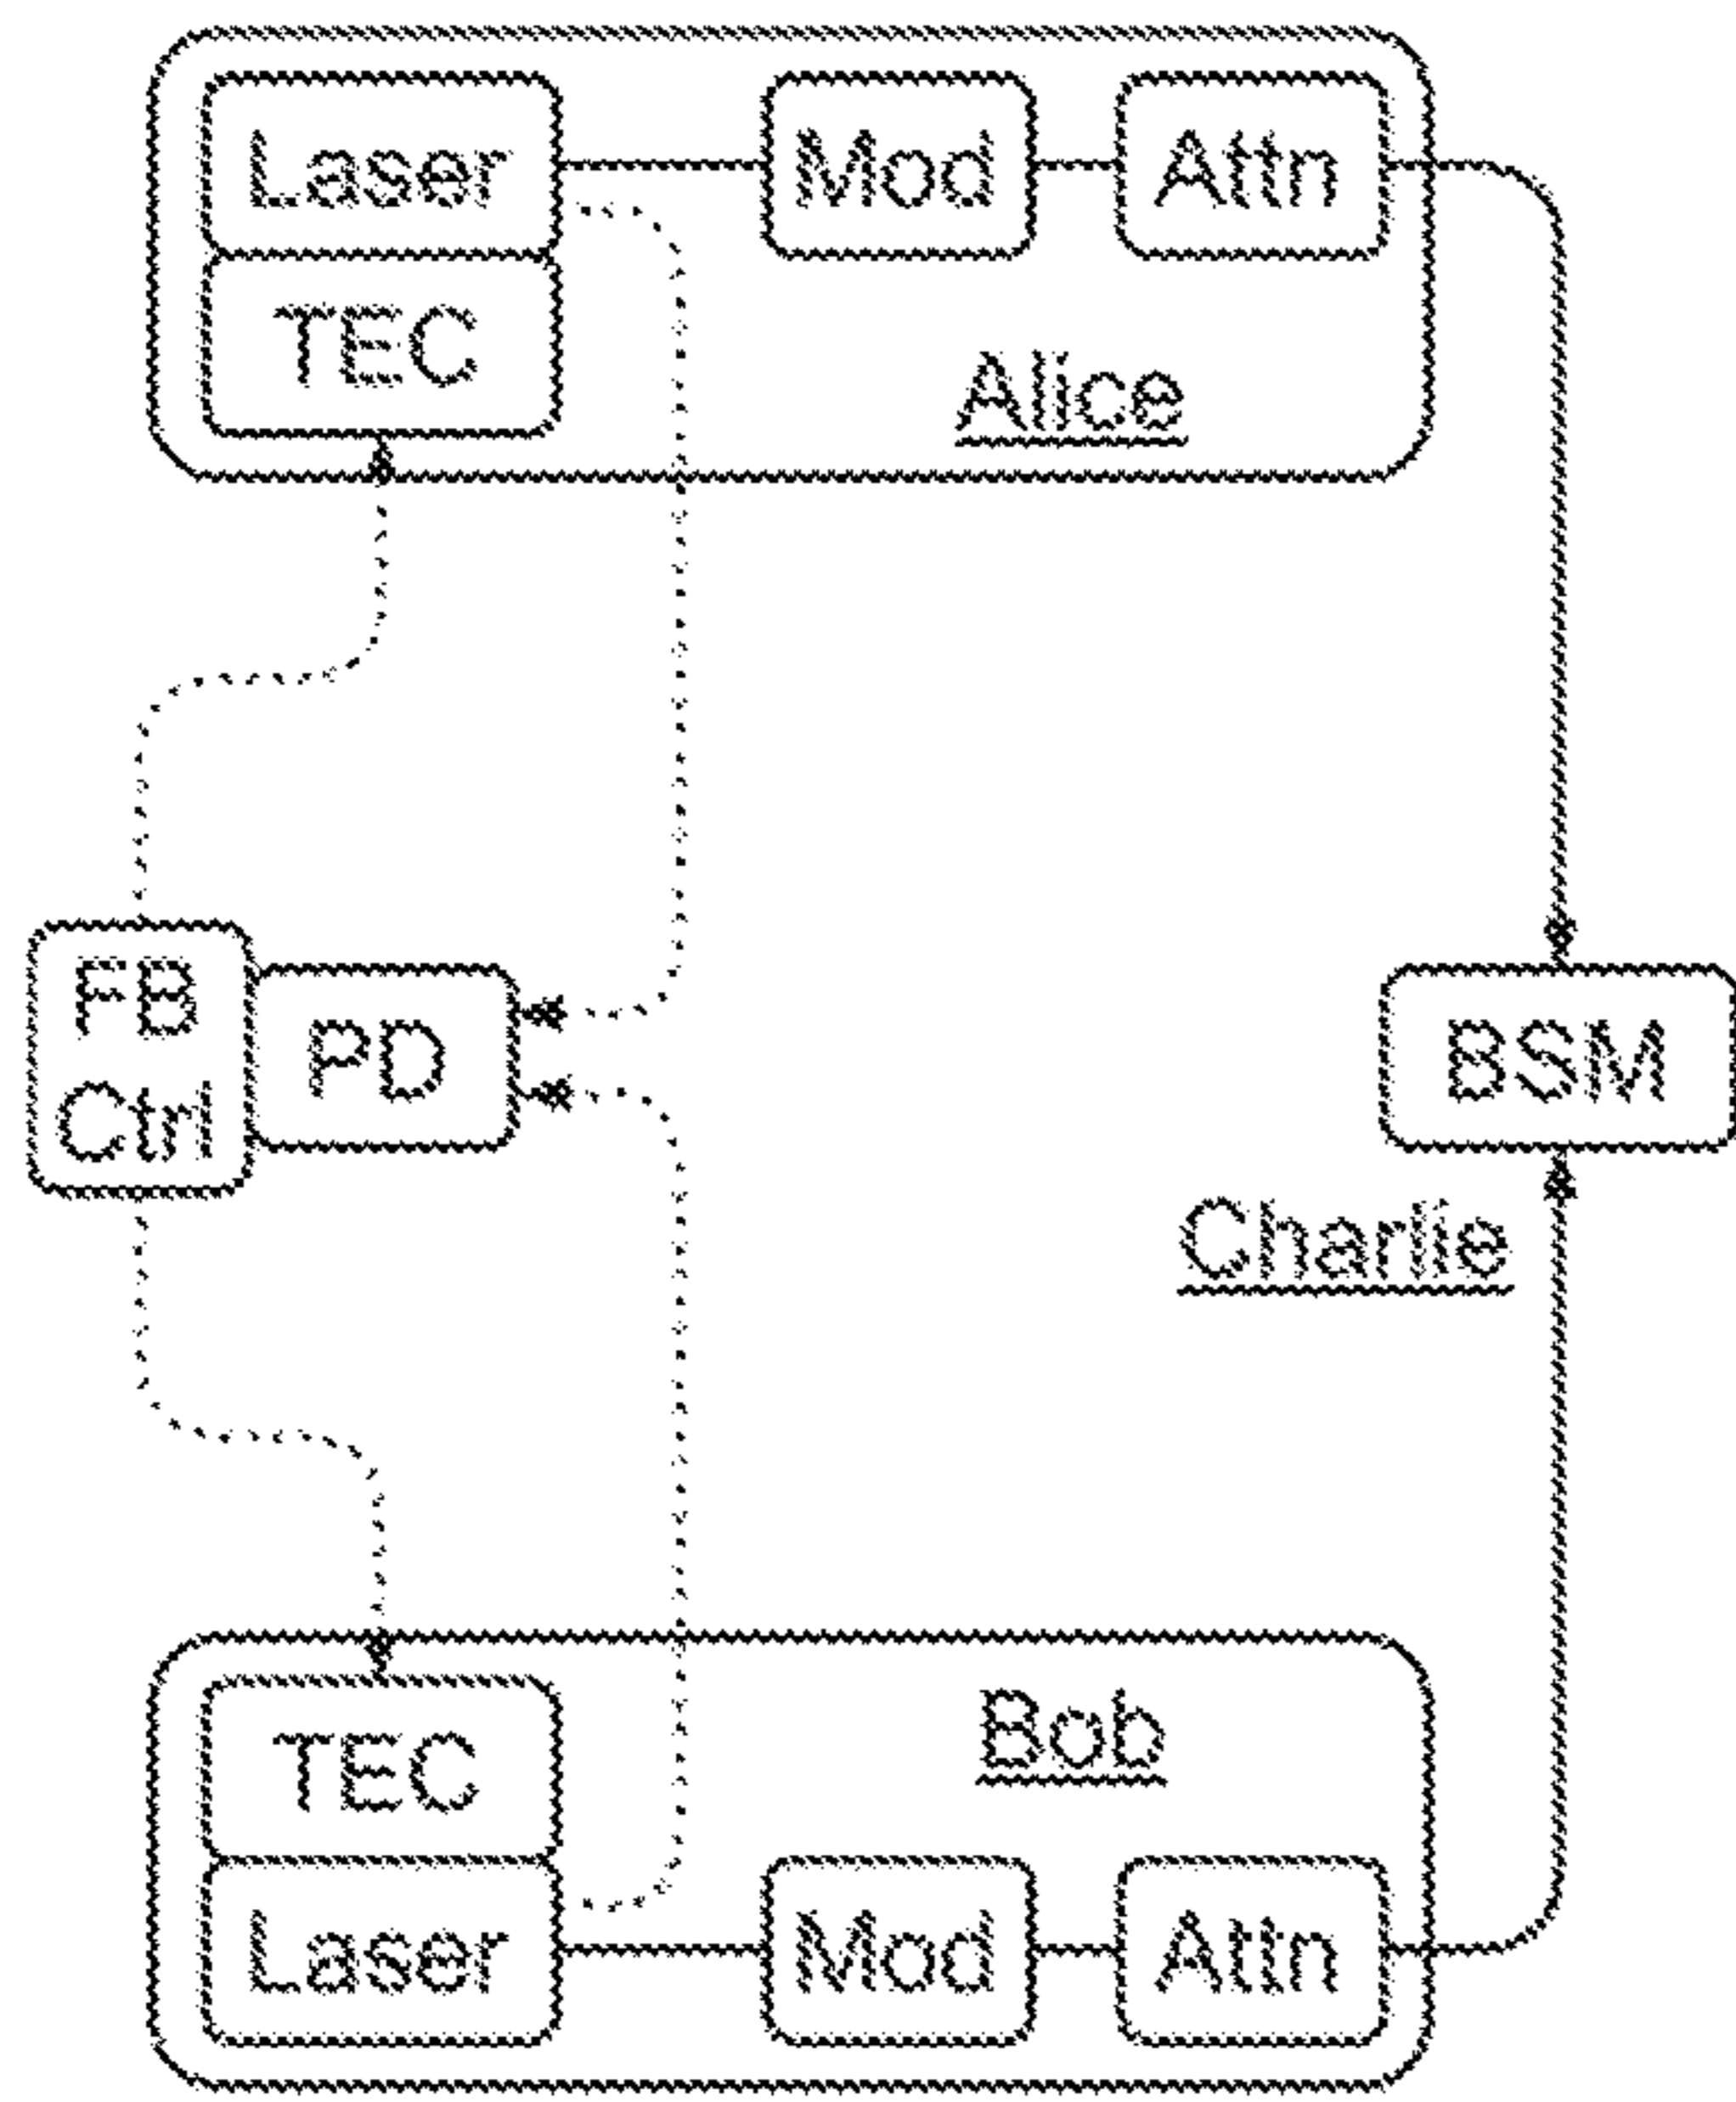 Laser
Mod
Attn
TEC
Alice
FB
Ctrl
PD
BSM
Charlie
TEC
Bob
Laser
Mod
Attn